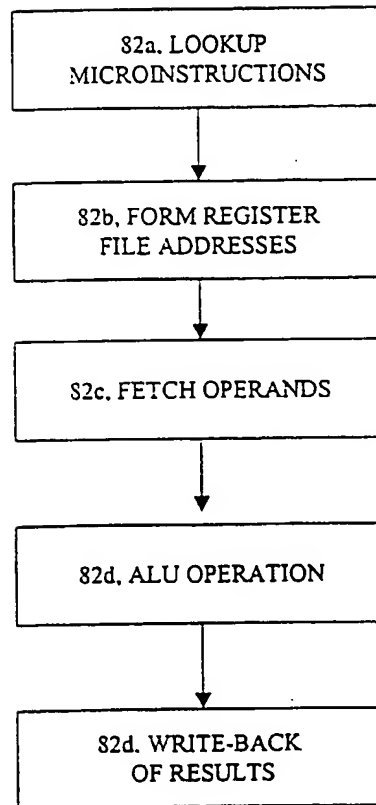 82a. LOOKUP
MICROINSTRUCTIONS
82b, FORM REGISTER
FILE ADDRESSES
82c, FETCH OPERANDS
82d, ALU OPERATION
82d. WRITE-BACK
OF RESULTS